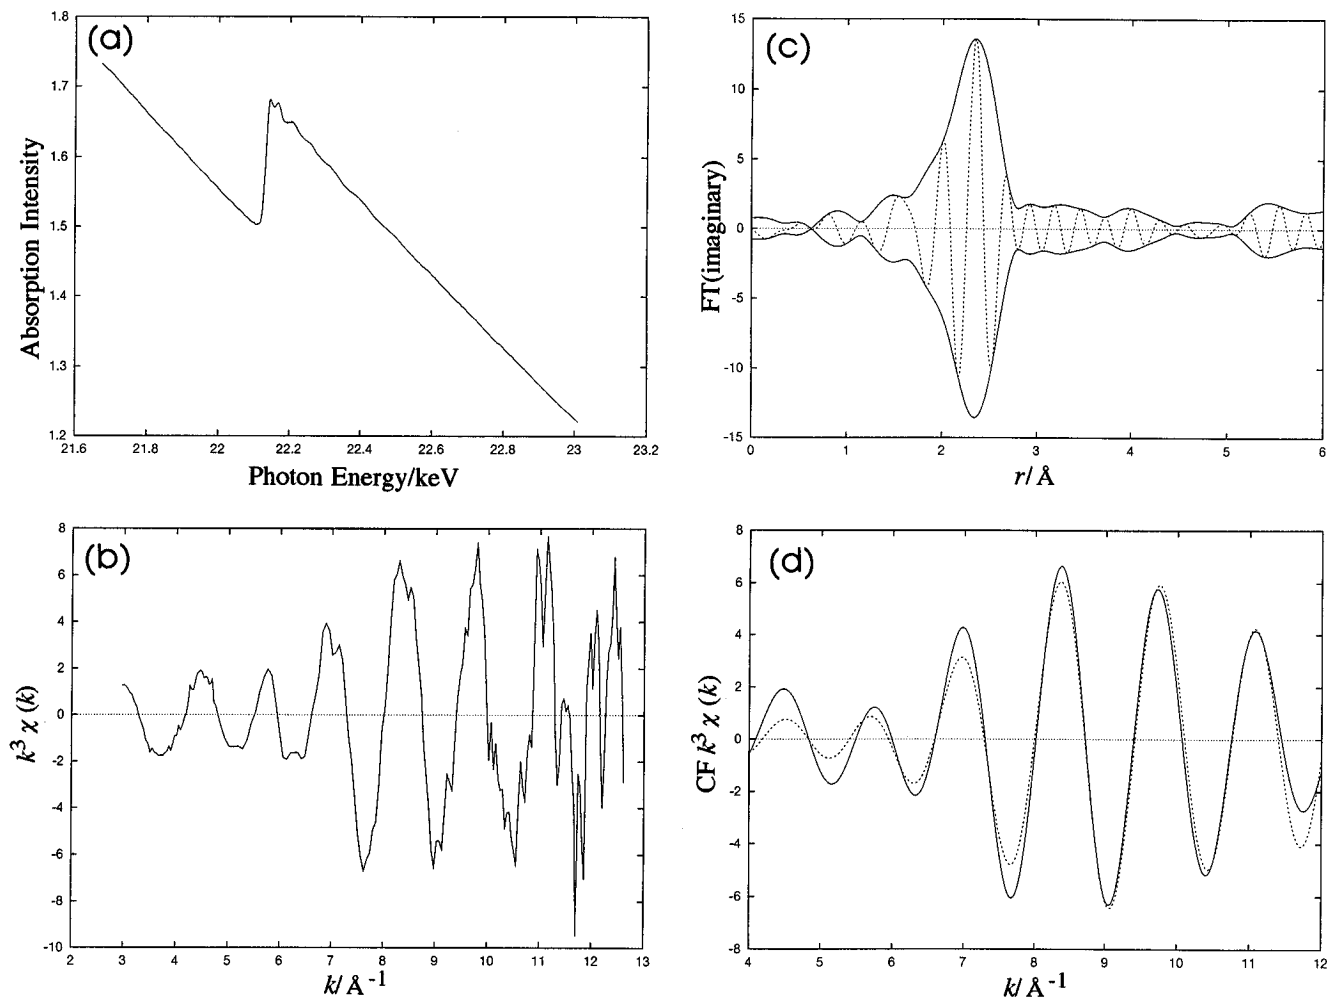 (a)
1.8
1.7
1.6
1.5
1.4
1.3
1.2
21.6 21.8 22 22.2 22.4 22.6 22.8 23 23.2
Absorption Intensity
Photon Energy/keV
(c)
15
10
5
0
-5
-10
-15
0 1 2 3 4 5 6
FT(imaginary)
r/Å
(b)
8
6
4
2
0
-2
-4
-6
-8
-10
2 3 4 5 6 7 8 9 10 11 12 13
k³ χ (k)
k/Å⁻¹
(d)
8
6
4
2
0
-2
-4
-6
-8
4 5 6 7 8 9 10 11 12
CF k³ χ (k)
k/Å⁻¹